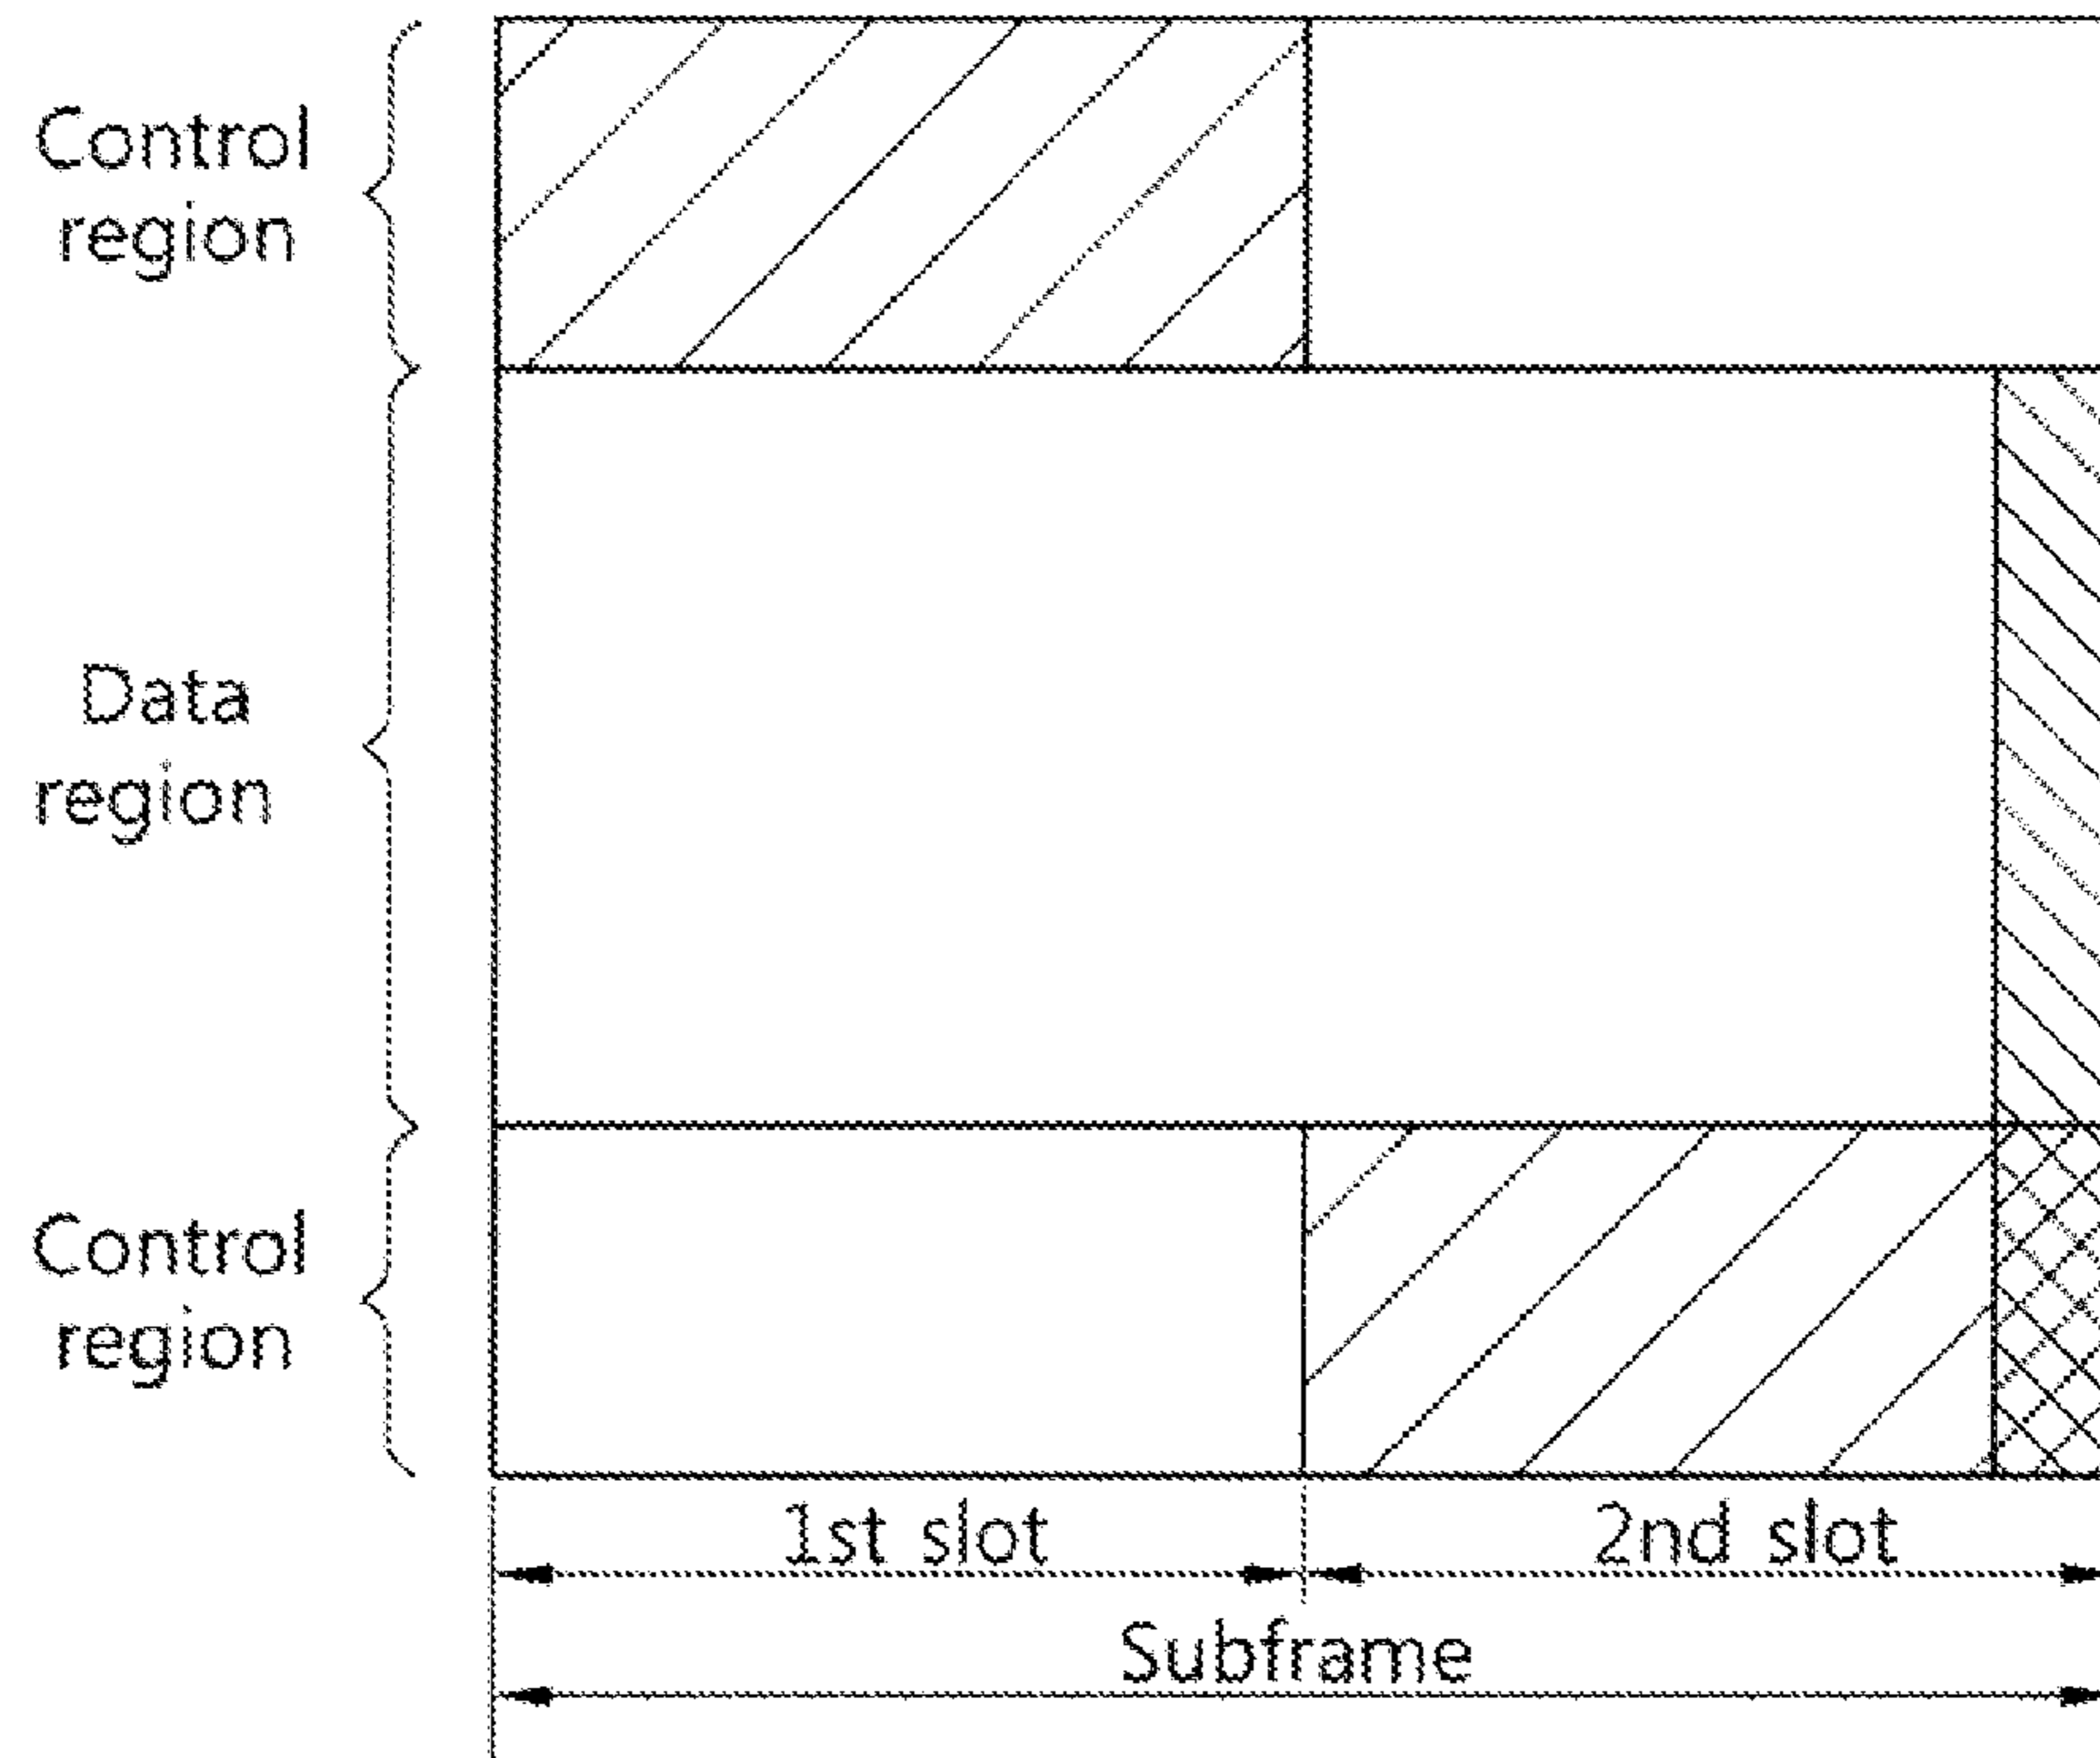 Control
region
Data
region
Control
region
1st slot
2nd slot
Subframe